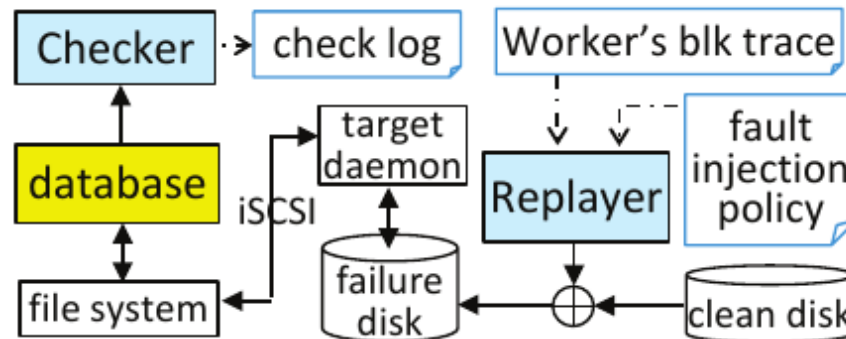 Checker
check log
Worker's blk trace
target
daemon
fault
injection
policy
database
iSCSI
Replayer
file system
failure
disk
clean disk